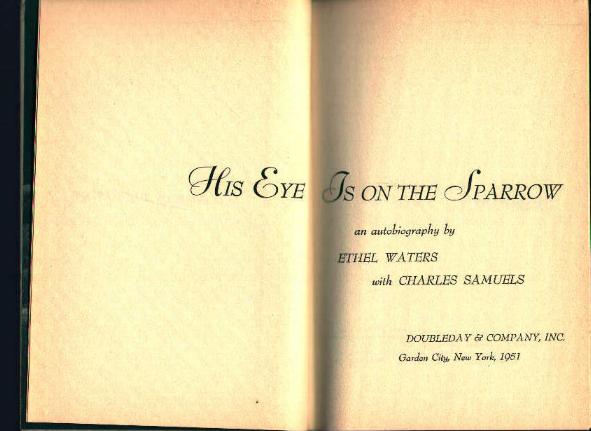 His Eye Is on the Sparrow
an autobiography by
ETHEL WATERS
with CHARLES SAMUELS
DOUBLEDAY & COMPANY, INC.
Garden City, New York, 1951